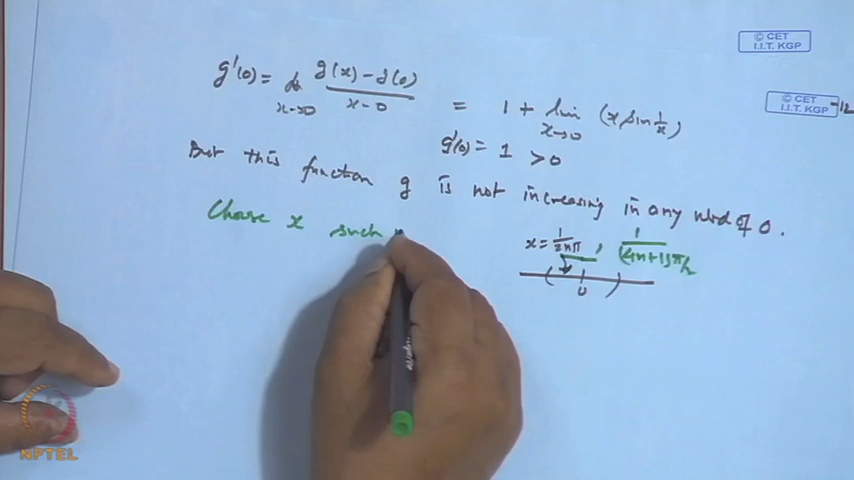 © CET
I.I.T. KGP
© CET
I.I.T. KGP
g'(0) = lim x→0 g(x) - g(0) / x-0 = 1 + lim x→0 (x sin 1/x)
g'(0) = 1 > 0
But this function g is not increasing in any nbd of 0.
Choose x such
x = 1/2nπ , 1/(4n+1)π/2
( 0 )
NPTEL